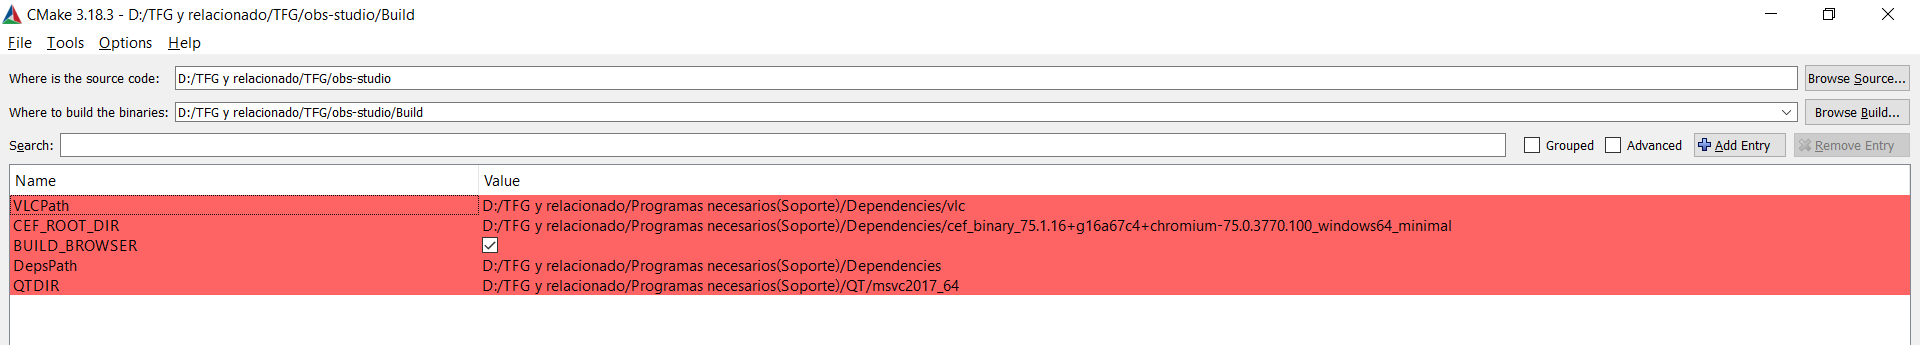 CMake 3.18.3 - D:/TFG y relacionado/TFG/obs-studio/Build
File Tools Options Help
Where is the source code: D:/TFG y relacionado/TFG/obs-studio Browse Source...
Where to build the binaries: D:/TFG y relacionado/TFG/obs-studio/Build Browse Build...
Search: Grouped Advanced Add Entry Remove Entry
Name Value
VLCPath D:/TFG y relacionado/Programas necesarios(Soporte)/Dependencies/vlc
CEF_ROOT_DIR D:/TFG y relacionado/Programas necesarios(Soporte)/Dependencies/cef_binary_75.1.16+g16a67c4+chromium-75.0.3770.100_windows64_minimal
BUILD_BROWSER
DepsPath D:/TFG y relacionado/Programas necesarios(Soporte)/Dependencies
QTDIR D:/TFG y relacionado/Programas necesarios(Soporte)/QT/msvc2017_64